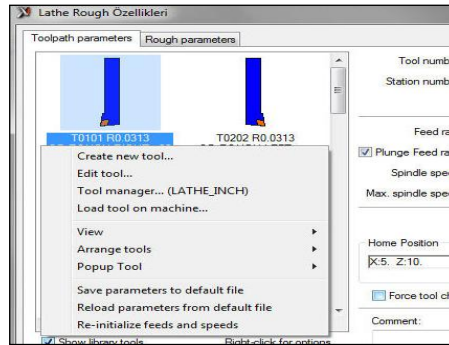 Lathe Rough Özellikleri
Toolpath parameters
Rough parameters
T0101 R0.0313
T0202 R0.0313
Create new tool...
Edit tool...
Tool manager... (LATHE_INCH)
Load tool on machine...
View
Arrange tools
Popup Tool
Save parameters to default file
Reload parameters from default file
Re-initialize feeds and speeds
Show library tools
Right-click for options
Tool numb
Station numb
Feed ra
Plunge Feed ra
Spindle spee
Max. spindle spee
Home Position
X:5. Z:10.
Force tool ch
Comment: